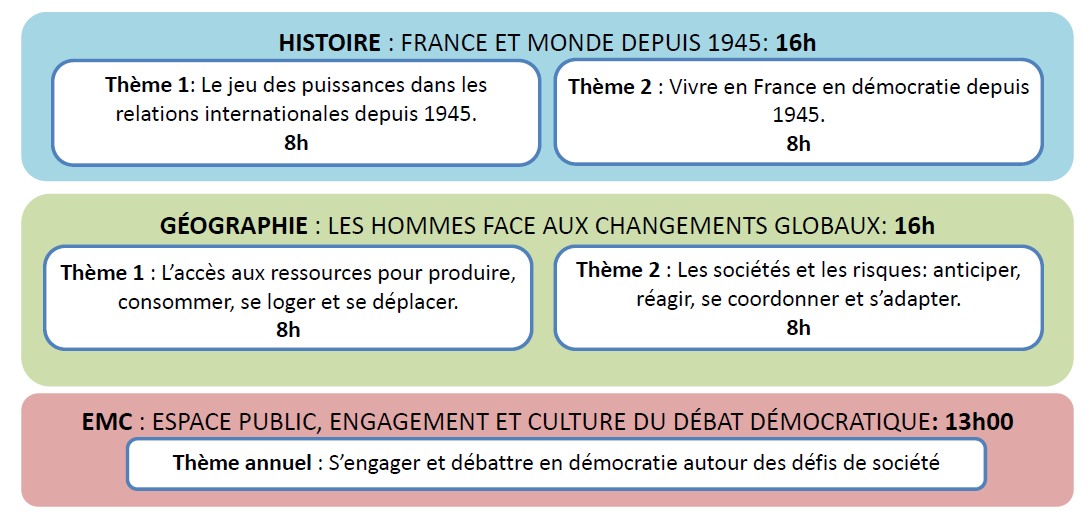 HISTOIRE : FRANCE ET MONDE DEPUIS 1945: 16h
Thème 1: Le jeu des puissances dans les
relations internationales depuis 1945.
8h
Thème 2 : Vivre en France en démocratie depuis
1945.
8h
GÉOGRAPHIE : LES HOMMES FACE AUX CHANGEMENTS GLOBAUX: 16h
Thème 1 : L’accès aux ressources pour produire,
consommer, se loger et se déplacer.
8h
Thème 2 : Les sociétés et les risques: anticiper,
réagir, se coordonner et s’adapter.
8h
EMC : ESPACE PUBLIC, ENGAGEMENT ET CULTURE DU DÉBAT DÉMOCRATIQUE: 13h00
Thème annuel : S’engager et débattre en démocratie autour des défis de société